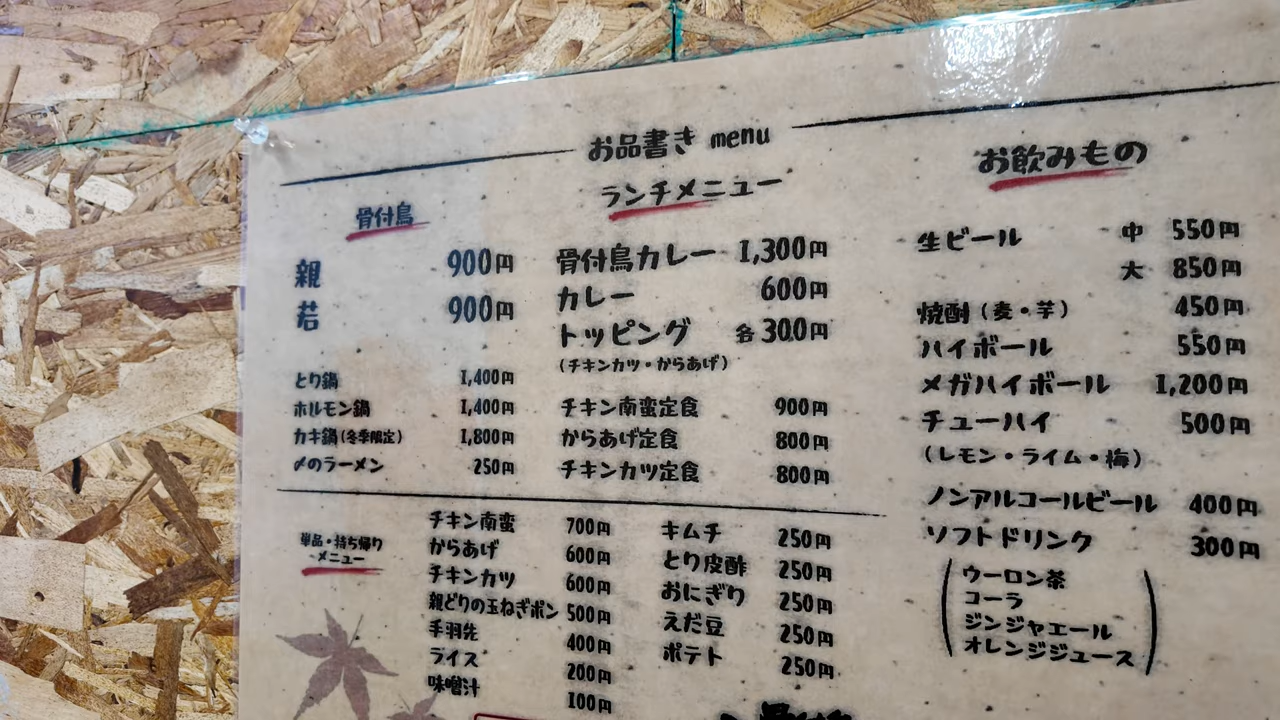 お品書き menu
骨付鳥
親 900円
若 900円
とり鍋 1,400円
ホルモン鍋 1,400円
カキ鍋(冬季限定) 1,800円
〆のラーメン 250円
ランチメニュー
骨付鳥カレー 1,300円
カレー 600円
トッピング 各300円
(チキンカツ・からあげ)
チキン南蛮定食 900円
からあげ定食 800円
チキンカツ定食 800円
お飲みもの
生ビール 中 550円
大 850円
焼酎(麦・芋) 450円
ハイボール 550円
メガハイボール 1,200円
チューハイ 500円
(レモン・ライム・梅)
ノンアルコールビール 400円
ソフトドリンク 300円
ウーロン茶
コーラ
ジンジャエール
オレンジジュース
単品・持ち帰り
メニュー
チキン南蛮 700円
からあげ 600円
チキンカツ 600円
親どりの玉ねぎポン 500円
手羽先 400円
ライス 200円
味噌汁 100円
キムチ 250円
とり皮酢 250円
おにぎり 250円
えだ豆 250円
ポテト 250円